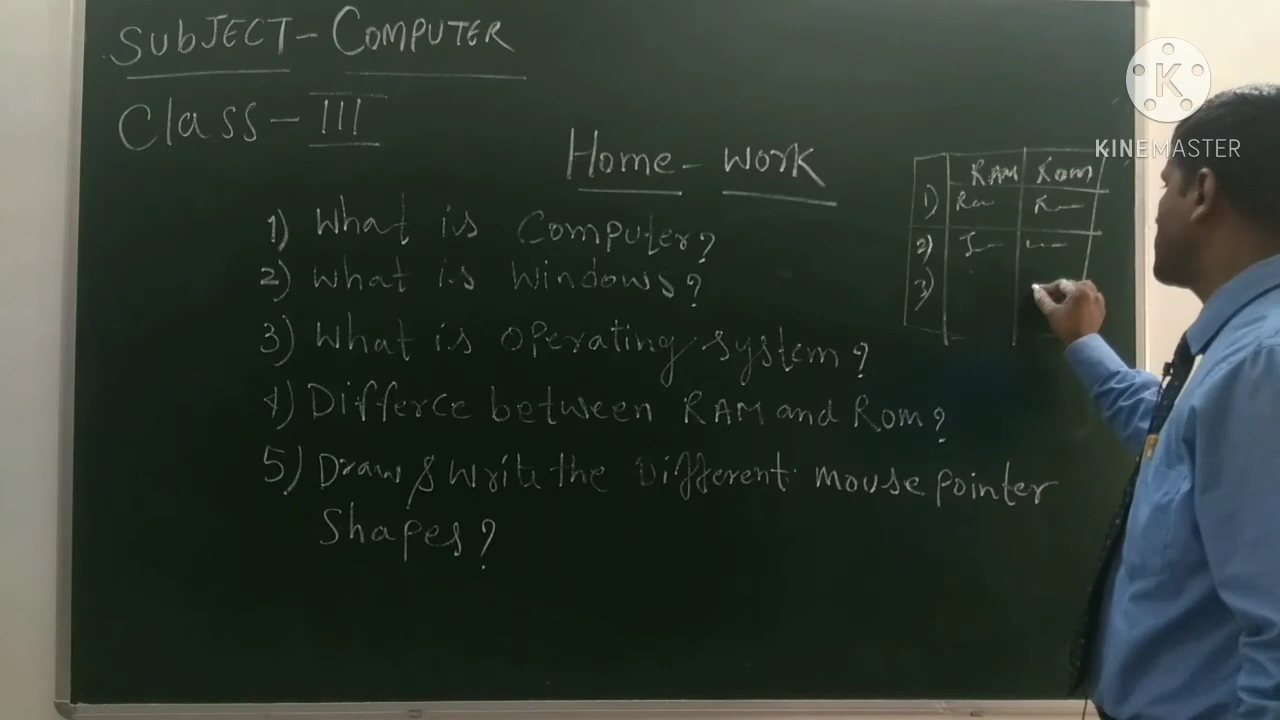 SubJECT - COMPUTER
Class - III
Home - work
1) What is Computer?
2) What is Windows?
3) What is Operating system?
4) Differce between RAM and Rom?
5) Draw & Write the Different mouse pointer
Shapes?
RAM Rom
1)
2)
3)
K
KINEMASTER